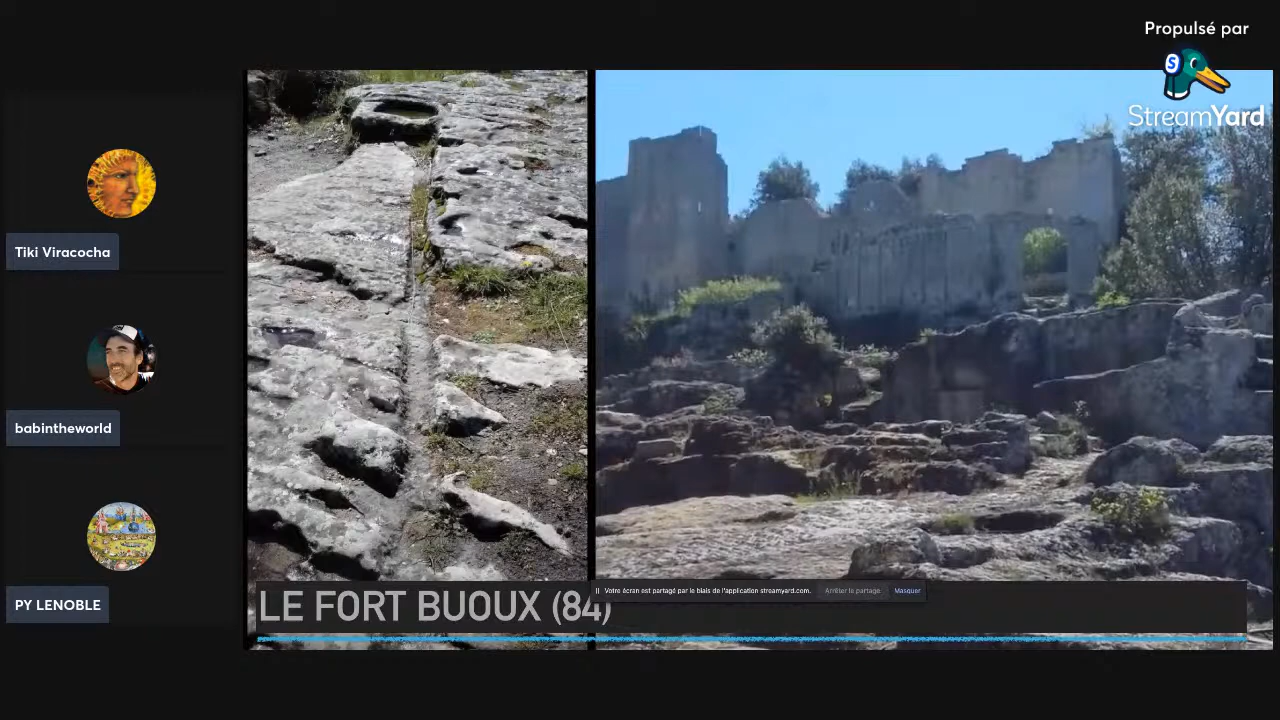 Propulsé par
StreamYard
Tiki Viracocha
babintheworld
PY LENOBLE
LE FORT BUOUX (84)
Votre écran est partagé par le biais de l'application streamyard.com. Arrêter le partage Masquer